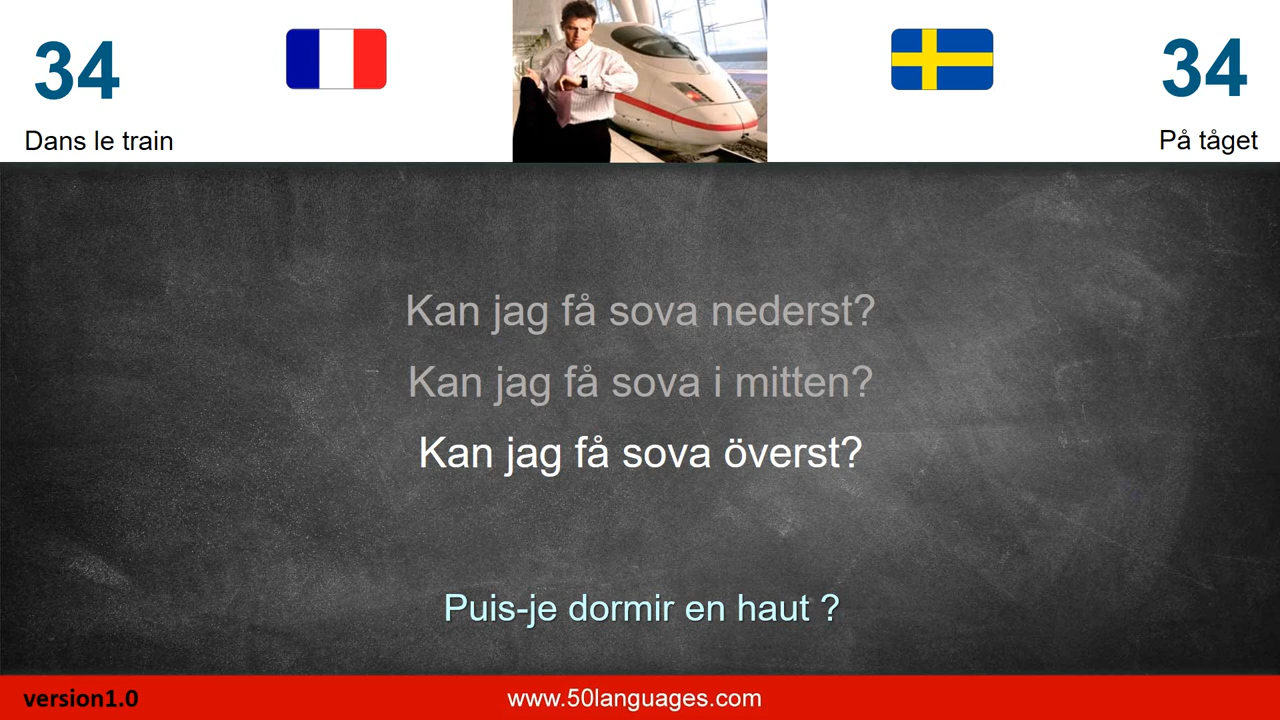 34
34
Dans le train
På tåget
Kan jag få sova nederst?
Kan jag få sova i mitten?
Kan jag få sova överst?
Puis-je dormir en haut ?
version1.0
www.50languages.com